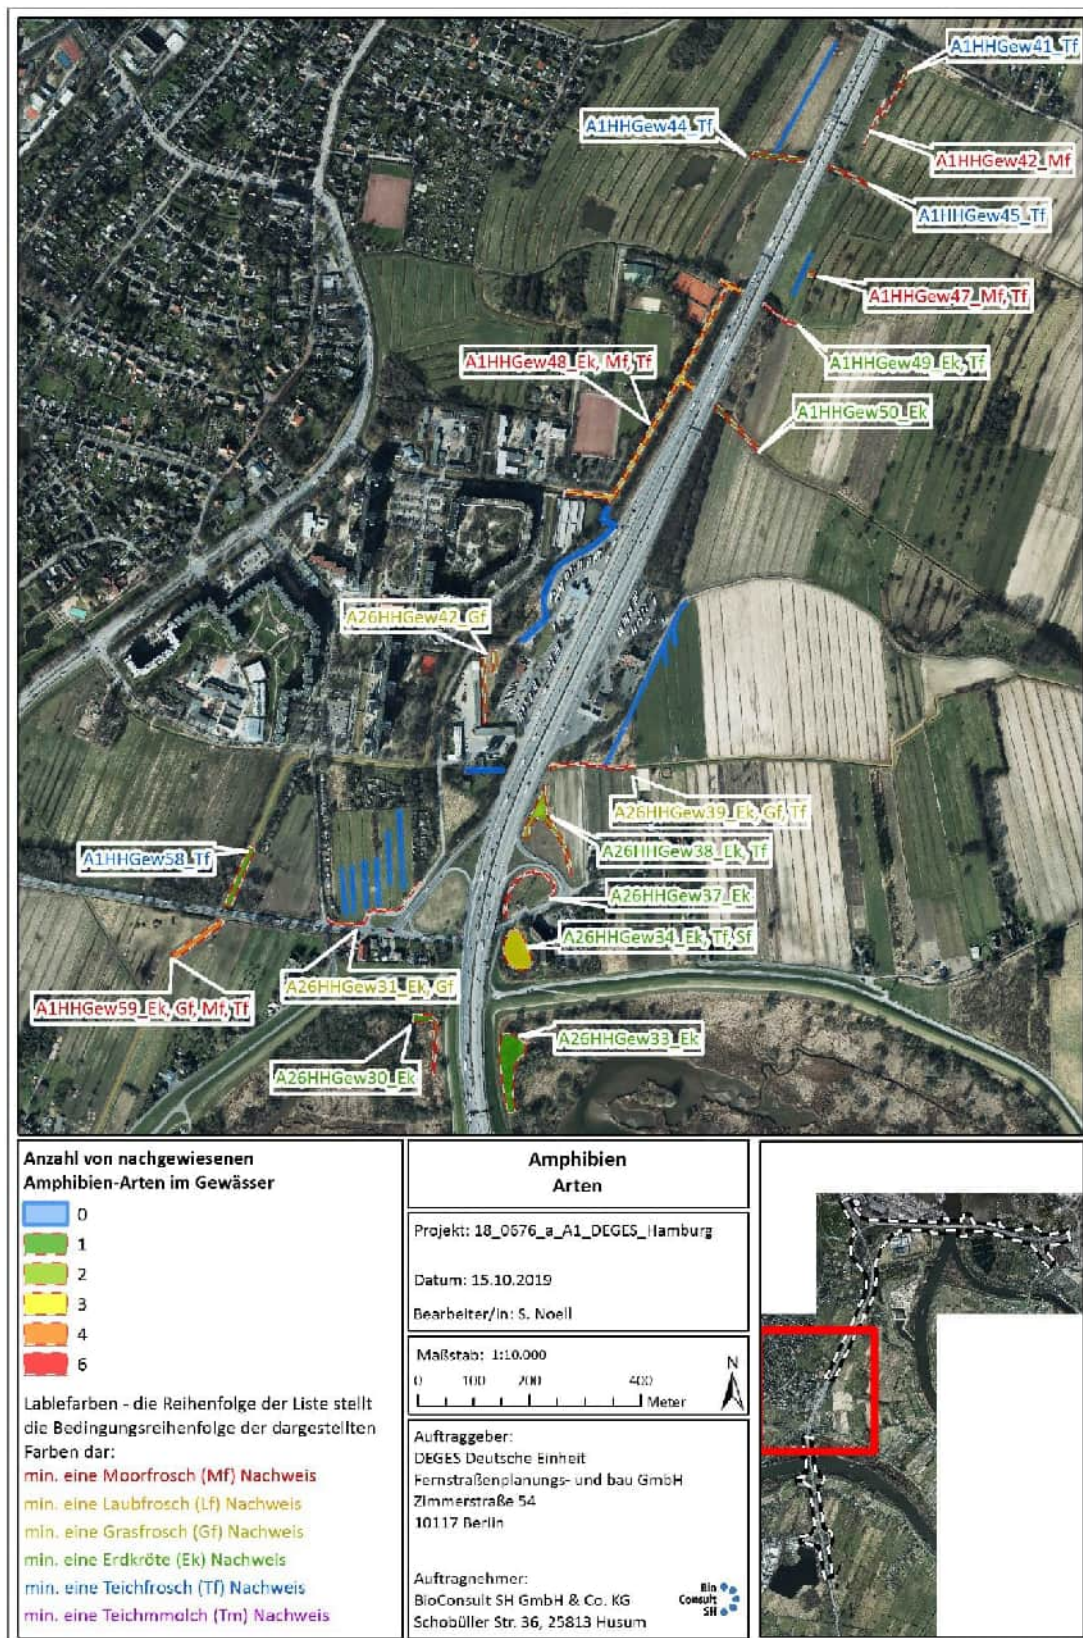 A1HHGew41_Tf
A1HHGew44_Tf
A1HHGew42_Mf
A1HHGew45_Tf
A1HHGew47_Mf, Tf
A1HHGew48_Ek, Mf, Tf
A1HHGew49_Ek, Tf
A1HHGew50_Ek
A26HHGew42_Gf
A26HHGew39_Ek, Gf, Tf
A26HHGew38_Ek, Tf
A1HHGew58_Tf
A26HHGew37_Ek
A26HHGew34_Ek, Tf, Sf
A26HHGew31_Ek, Gf
A1HHGew59_Ek, Gf, Mf, Tf
A26HHGew33_Ek
A26HHGew30_Ek
Anzahl von nachgewiesenen
Amphibien-Arten im Gewässer
0
1
2
3
4
6
Lablefarben - die Reihenfolge der Liste stellt
die Bedingungsreihenfolge der dargestellten
Farben dar:
min. eine Moorfrosch (Mf) Nachweis
min. eine Laubfrosch (Lf) Nachweis
min. eine Grasfrosch (Gf) Nachweis
min. eine Erdkröte (Ek) Nachweis
min. eine Teichfrosch (Tf) Nachweis
min. eine Teichmmolch (Tm) Nachweis
Amphibien
Arten
Projekt: 18_0676_a_A1_DEGES_Hamburg
Datum: 15.10.2019
Bearbeiter/in: S. Noell
Maßstab: 1:10.000
0 100 200 400
Meter
N
Auftraggeber:
DEGES Deutsche Einheit
Fernstraßenplanungs- und bau GmbH
Zimmerstraße 54
10117 Berlin
Auftragnehmer:
BioConsult SH GmbH & Co. KG
Schobüller Str. 36, 25813 Husum
Bio
Consult
SH